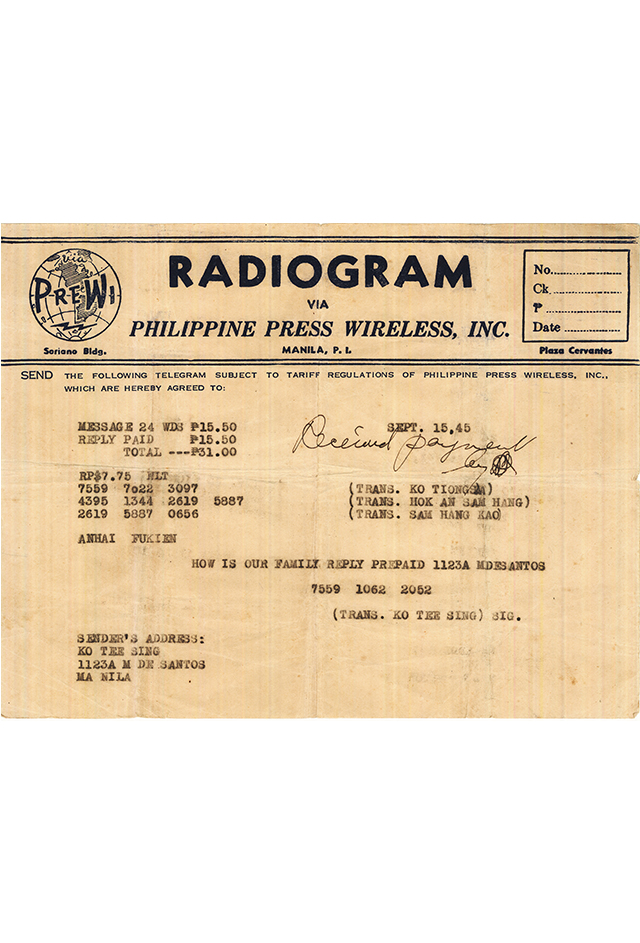 Via
PREWI
RADIOGRAM
VIA
PHILIPPINE PRESS WIRELESS, INC.
Soriano Bldg.
MANILA, P. I.
Plaza Cervantes
No.
Ck.
₱
Date
SEND THE FOLLOWING TELEGRAM SUBJECT TO TARIFF REGULATIONS OF PHILIPPINE PRESS WIRELESS, INC.,
WHICH ARE HEREBY AGREED TO:
MESSAGE 24 WDS ₱15.50 SEPT. 15,45
REPLY PAID ₱15.50
TOTAL ---₱31.00
Received payment
RP$7.75 NLT
7559 7022 3097 (TRANS. KO TIONGSA)
4395 1344 2619 5887 (TRANS. HOK AN SAM HANG)
2619 5887 0656 (TRANS. SAM HANG KAO)
ANHAI FUKIEN
HOW IS OUR FAMILY REPLY PREPAID 1123A MDESANTOS
7559 1062 2052
(TRANS. KO TEE SING) SIG.
SENDER'S ADDRESS:
KO TEE SING
1123A M DE SANTOS
MA NILA